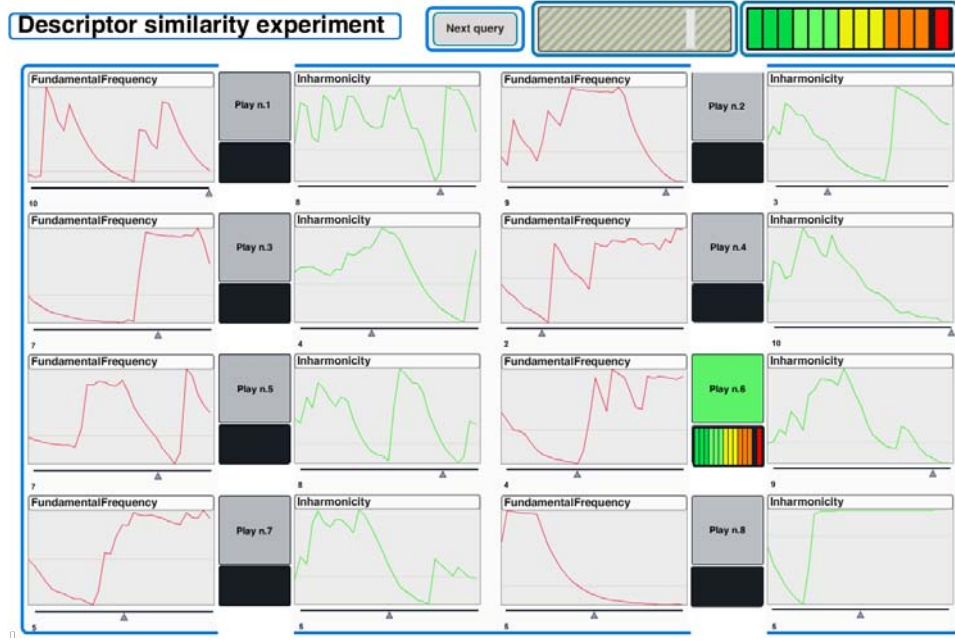 Descriptor similarity experiment
Next query
FundamentalFrequency
Play n.1
Inharmonicity
FundamentalFrequency
Play n.2
Inharmonicity
10
8
9
3
FundamentalFrequency
Play n.3
Inharmonicity
FundamentalFrequency
Play n.4
Inharmonicity
7
4
2
10
FundamentalFrequency
Play n.5
Inharmonicity
FundamentalFrequency
Play n.6
Inharmonicity
7
8
4
9
FundamentalFrequency
Play n.7
Inharmonicity
FundamentalFrequency
Play n.8
Inharmonicity
5
5
5
5